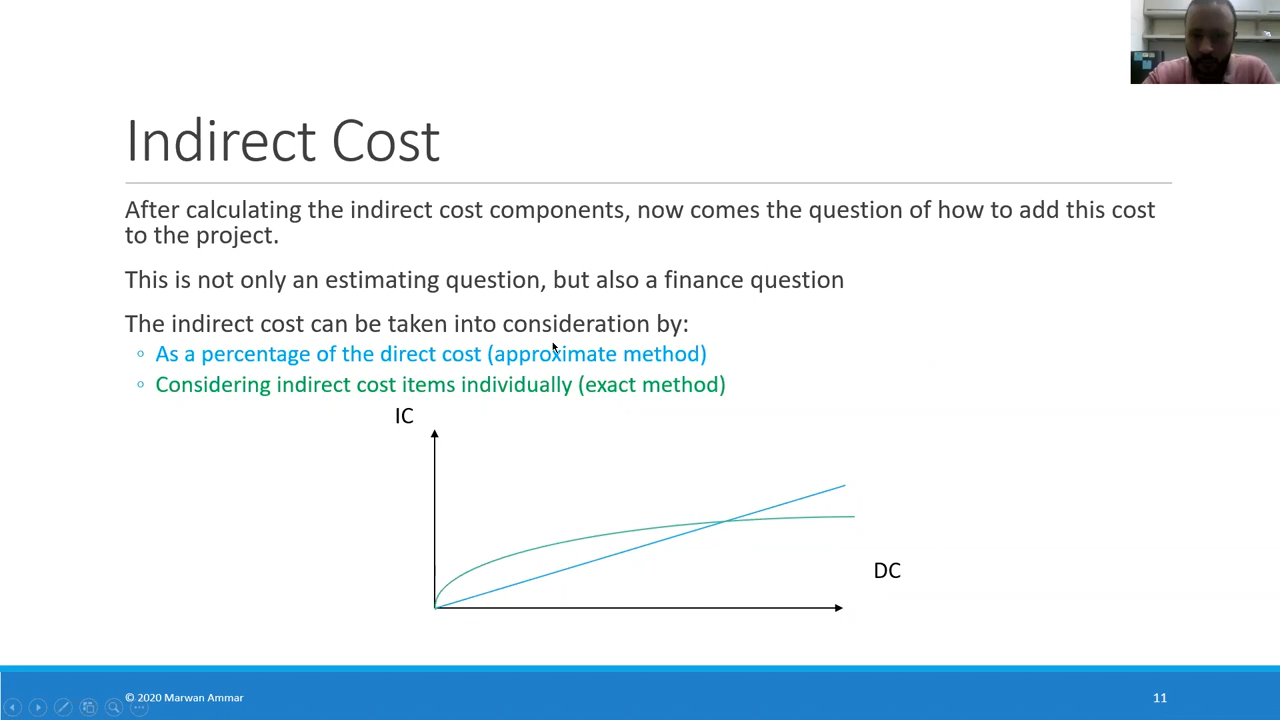 Indirect Cost
After calculating the indirect cost components, now comes the question of how to add this cost
to the project.
This is not only an estimating question, but also a finance question
The indirect cost can be taken into consideration by:
As a percentage of the direct cost (approximate method)
Considering indirect cost items individually (exact method)
IC
DC
© 2020 Marwan Ammar
11